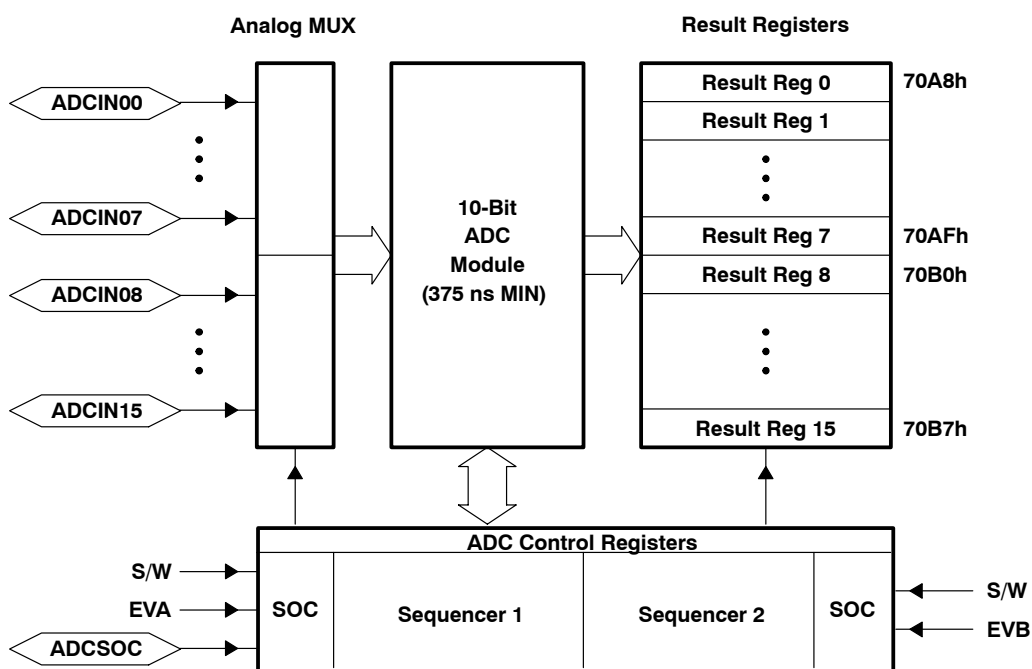 Analog MUX
Result Registers
ADCIN00
Result Reg 0
70A8h
Result Reg 1
ADCIN07
10-Bit
ADC
Module
(375 ns MIN)
Result Reg 7
70AFh
ADCIN08
Result Reg 8
70B0h
ADCIN15
Result Reg 15
70B7h
ADC Control Registers
S/W
EVA
ADCSOC
SOC
Sequencer 1
Sequencer 2
SOC
S/W
EVB